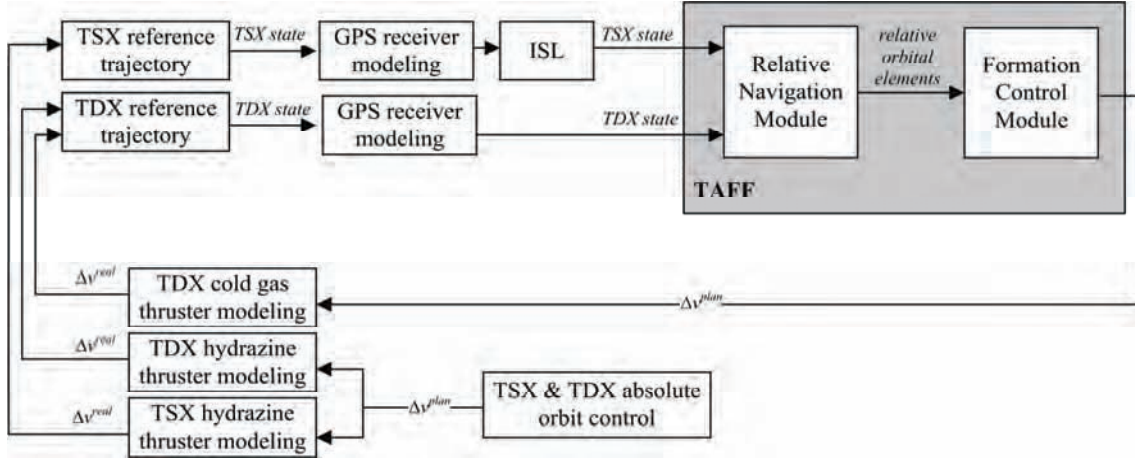 TSX reference
trajectory
TSX state
GPS receiver
modeling
ISL
TSX state
Relative
Navigation
Module
relative
orbital
elements
Formation
Control
Module
TDX reference
trajectory
TDX state
GPS receiver
modeling
TDX state
TAFF
Δv^real
TDX cold gas
thruster modeling
Δv^plan
Δv^real
TDX hydrazine
thruster modeling
Δv^real
TSX hydrazine
thruster modeling
Δv^plan
TSX & TDX absolute
orbit control